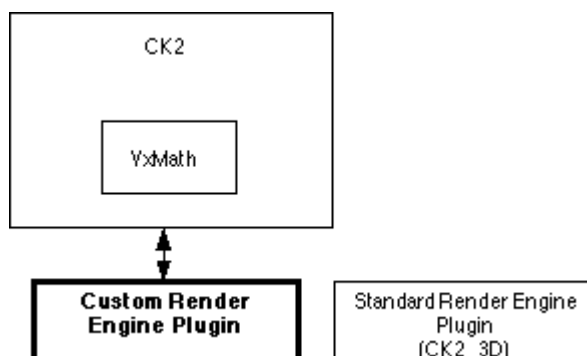 CK2
VxMath
Custom Render
Engine Plugin
Standard Render Engine
Plugin
(CK2_3D)